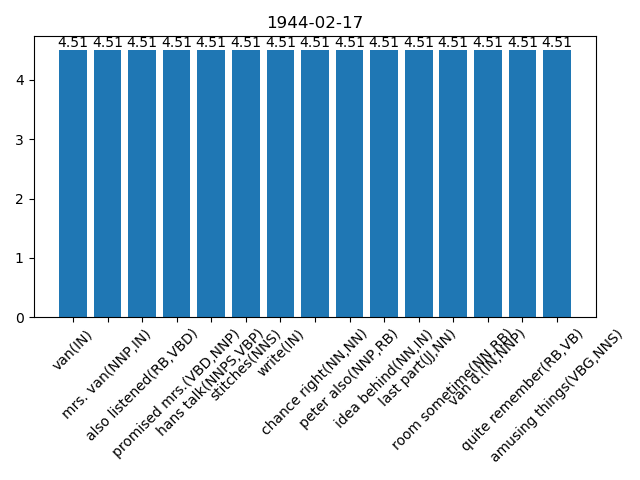 1944-02-17
4.51 4.51 4.51 4.51 4.51 4.51 4.51 4.51 4.51 4.51 4.51 4.51 4.51 4.51 4.51
4
3
2
1
0
van(IN)
mrs. van(NNP,IN)
also listened(RB,VBD)
promised mrs.(VBD,NNP)
hans talk(NNPS,VBP)
stitches(NNS)
write(IN)
chance right(NN,NN)
peter also(NNP,RB)
idea behind(NN,IN)
last part(JJ,NN)
room sometime(NN,RB)
van d.(IN,NNP)
quite remember(RB,VB)
amusing things(VBG,NNS)